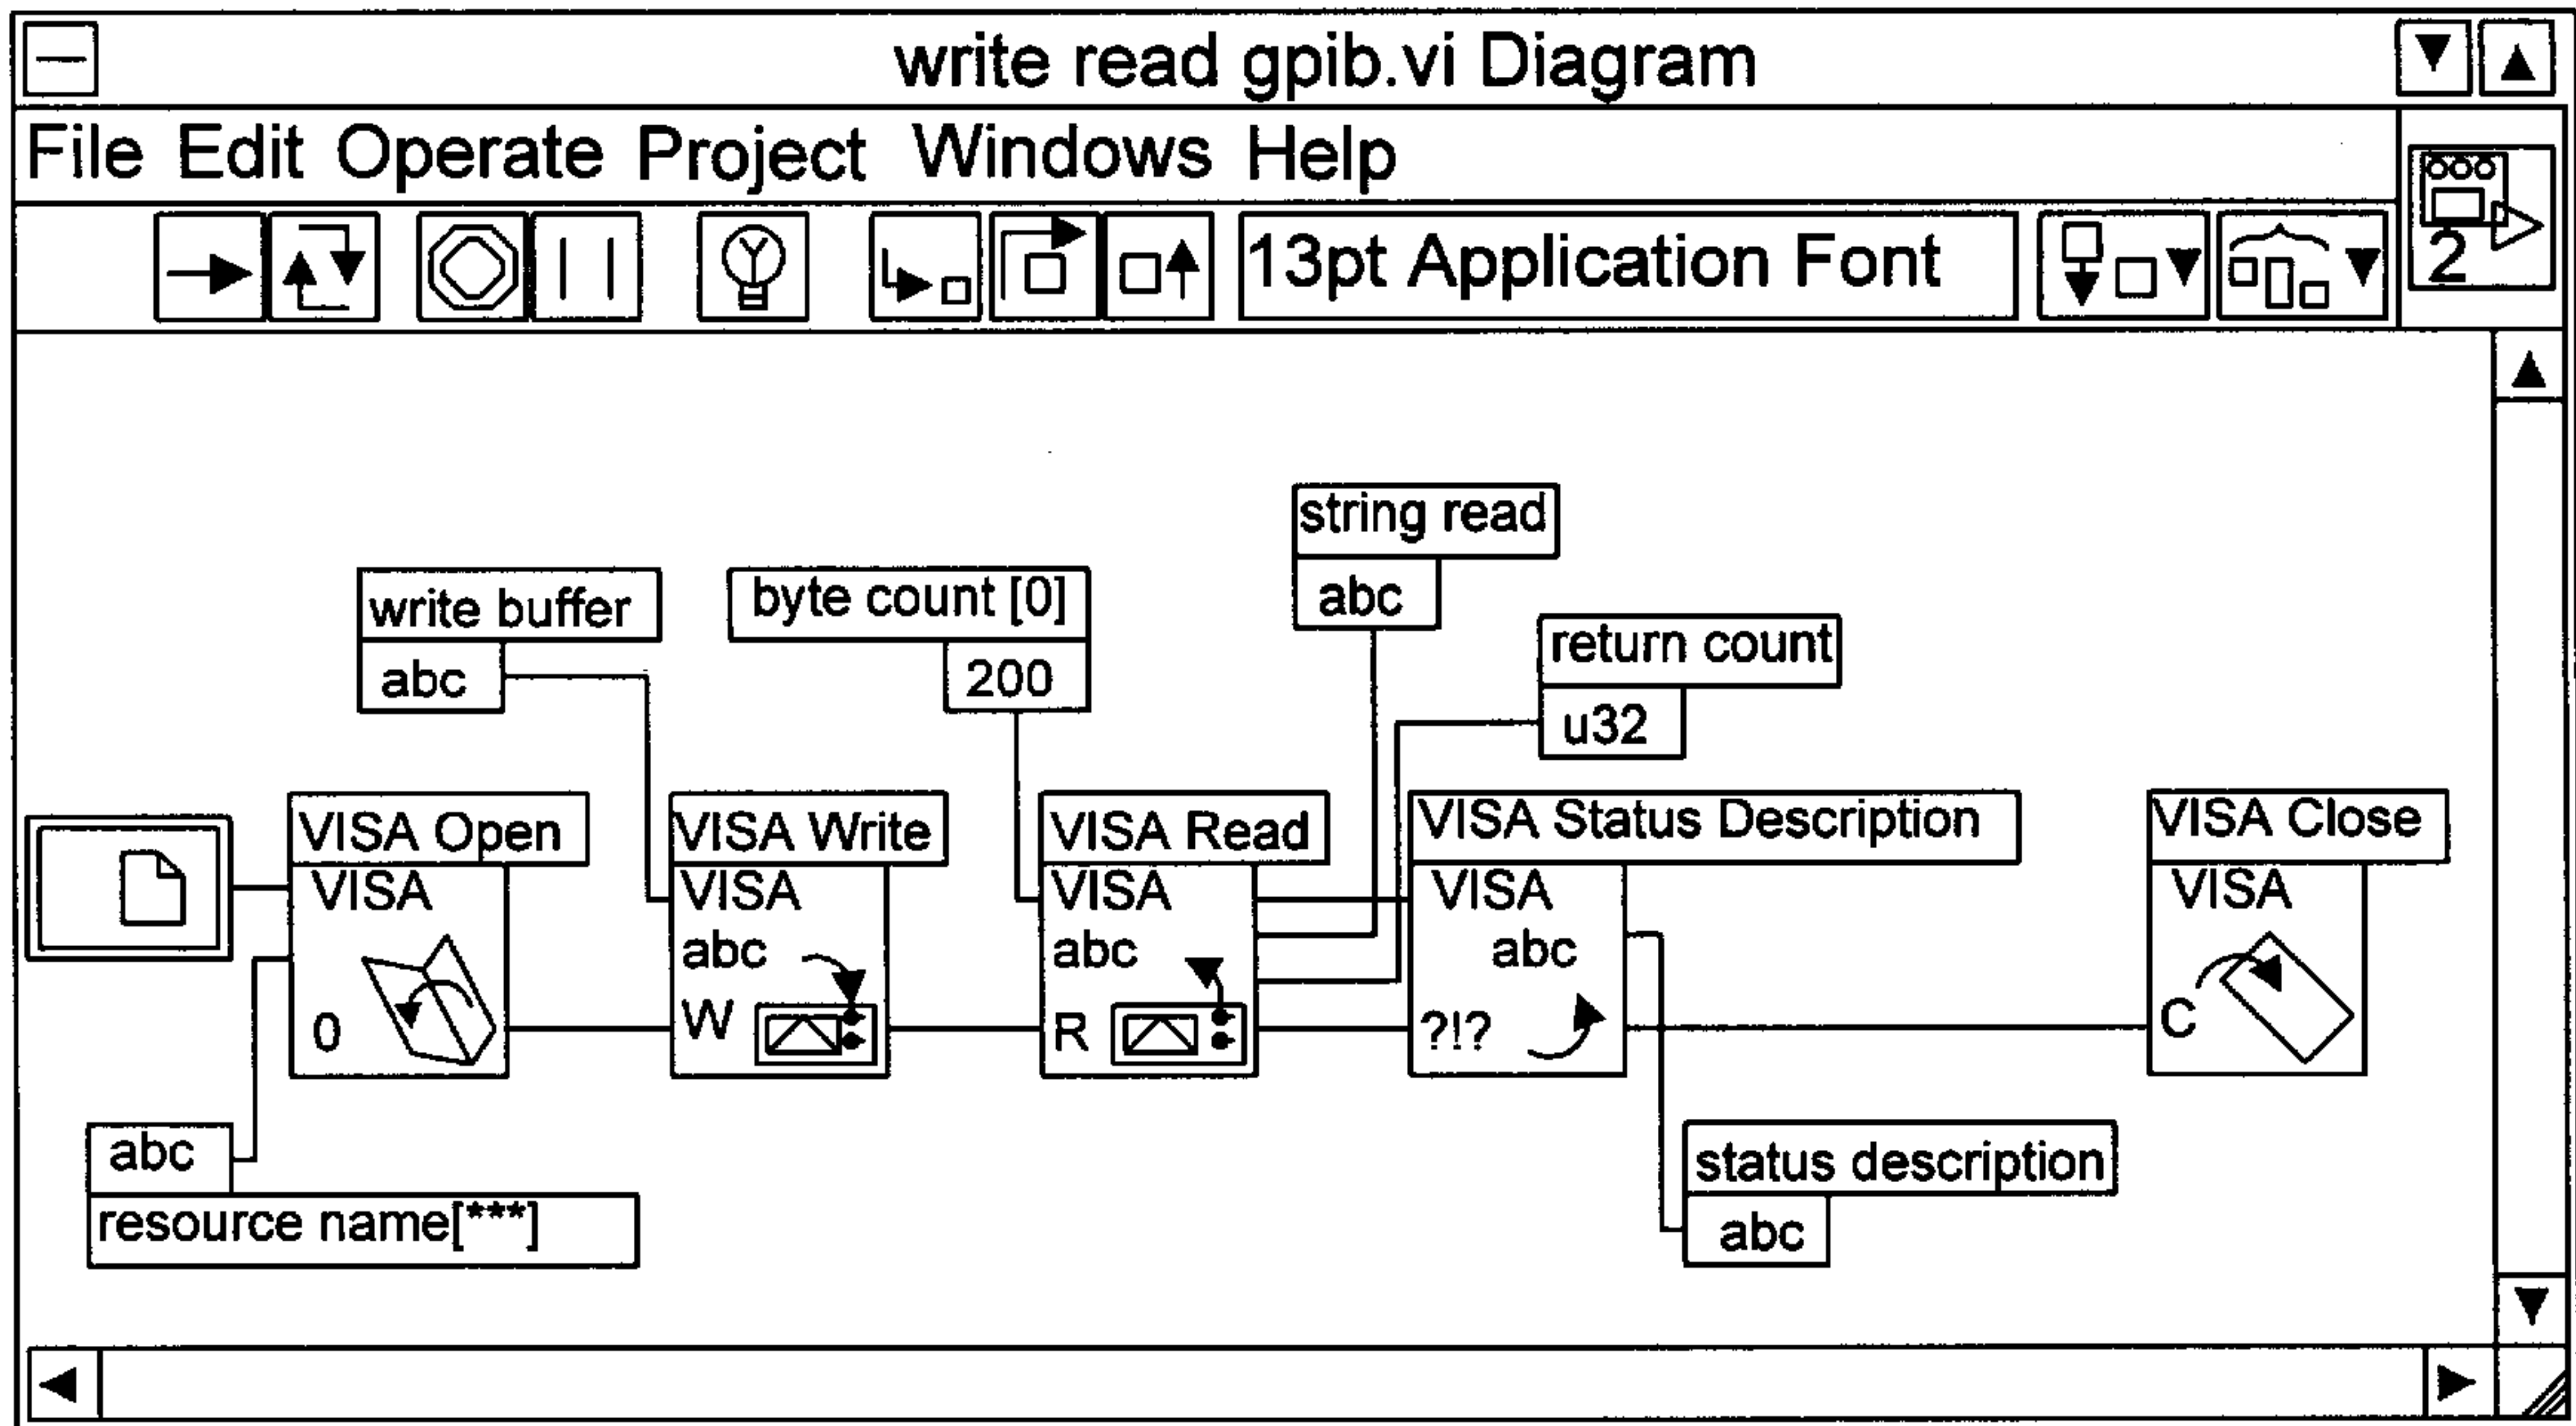 write read gpib.vi Diagram
File Edit Operate Project Windows Help
13pt Application Font
2
string read
abc
write buffer
abc
byte count [0]
200
return count
u32
VISA Open
VISA
0
VISA Write
VISA
abc
W
VISA Read
VISA
abc
R
VISA Status Description
VISA
abc
?!?
VISA Close
VISA
C
abc
resource name[***]
status description
abc